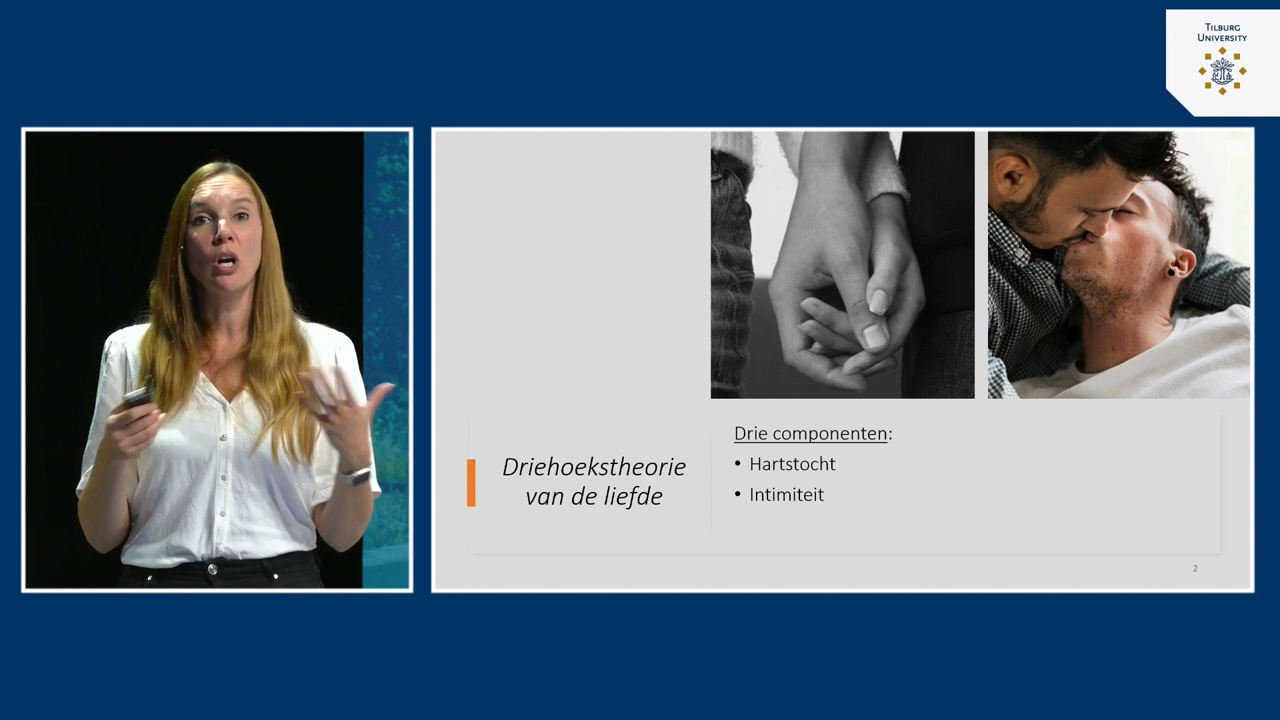 TILBURG
UNIVERSITY
Driehoekstheorie
van de liefde
Drie componenten:
• Hartstocht
• Intimiteit
2